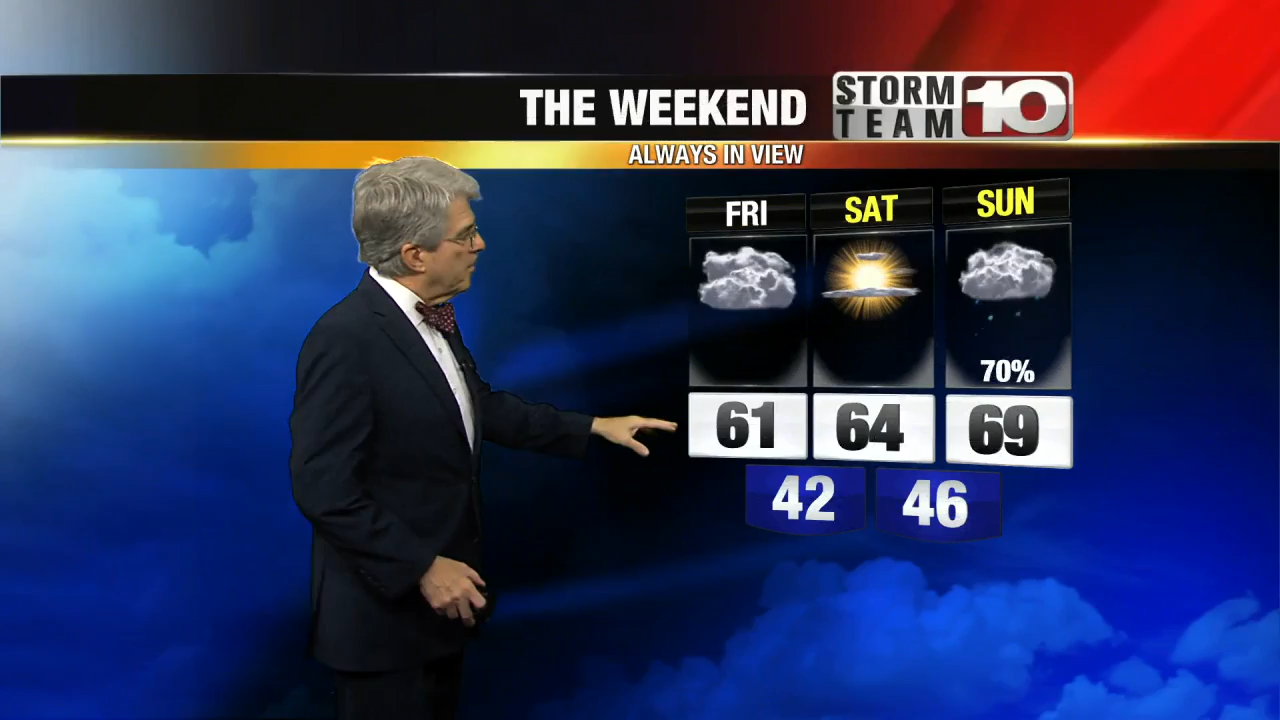 THE WEEKEND
STORM TEAM 10
ALWAYS IN VIEW
FRI SAT SUN
70%
61 64 69
42 46